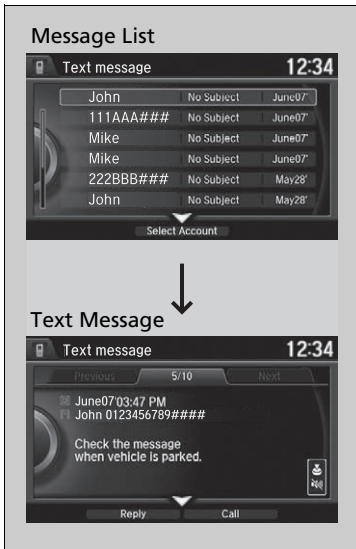 Message List
Text message 12:34
John No Subject June07'
111AAA### No Subject June07'
Mike No Subject June07'
Mike No Subject June07'
222BBB### No Subject May28'
John No Subject May28'
Select Account
Text Message
Text message 12:34
Previous 5/10 Next
June07'03:47 PM
John 0123456789####
Check the message
when vehicle is parked.
Reply Call